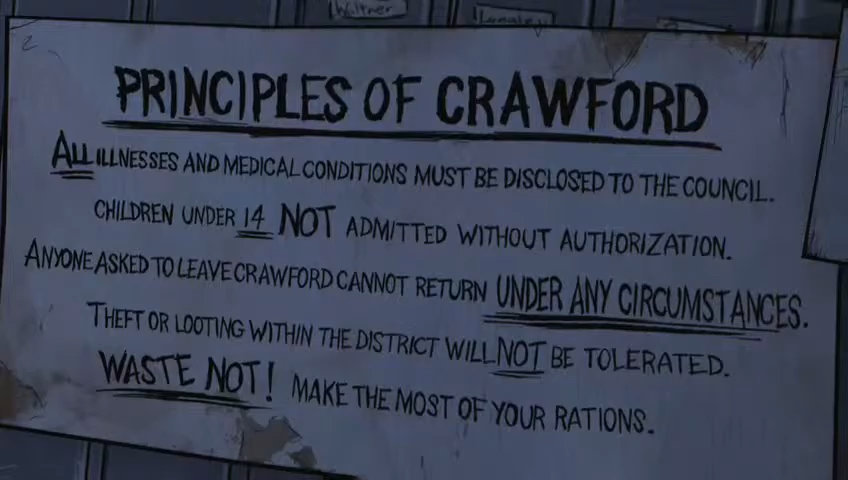 Waltner
PRINCIPLES OF CRAWFORD
ALL ILLNESSES AND MEDICAL CONDITIONS MUST BE DISCLOSED TO THE COUNCIL.
CHILDREN UNDER 14 NOT ADMITTED WITHOUT AUTHORIZATION.
ANYONE ASKED TO LEAVE CRAWFORD CANNOT RETURN UNDER ANY CIRCUMSTANCES.
THEFT OR LOOTING WITHIN THE DISTRICT WILL NOT BE TOLERATED.
WASTE NOT! MAKE THE MOST OF YOUR RATIONS.